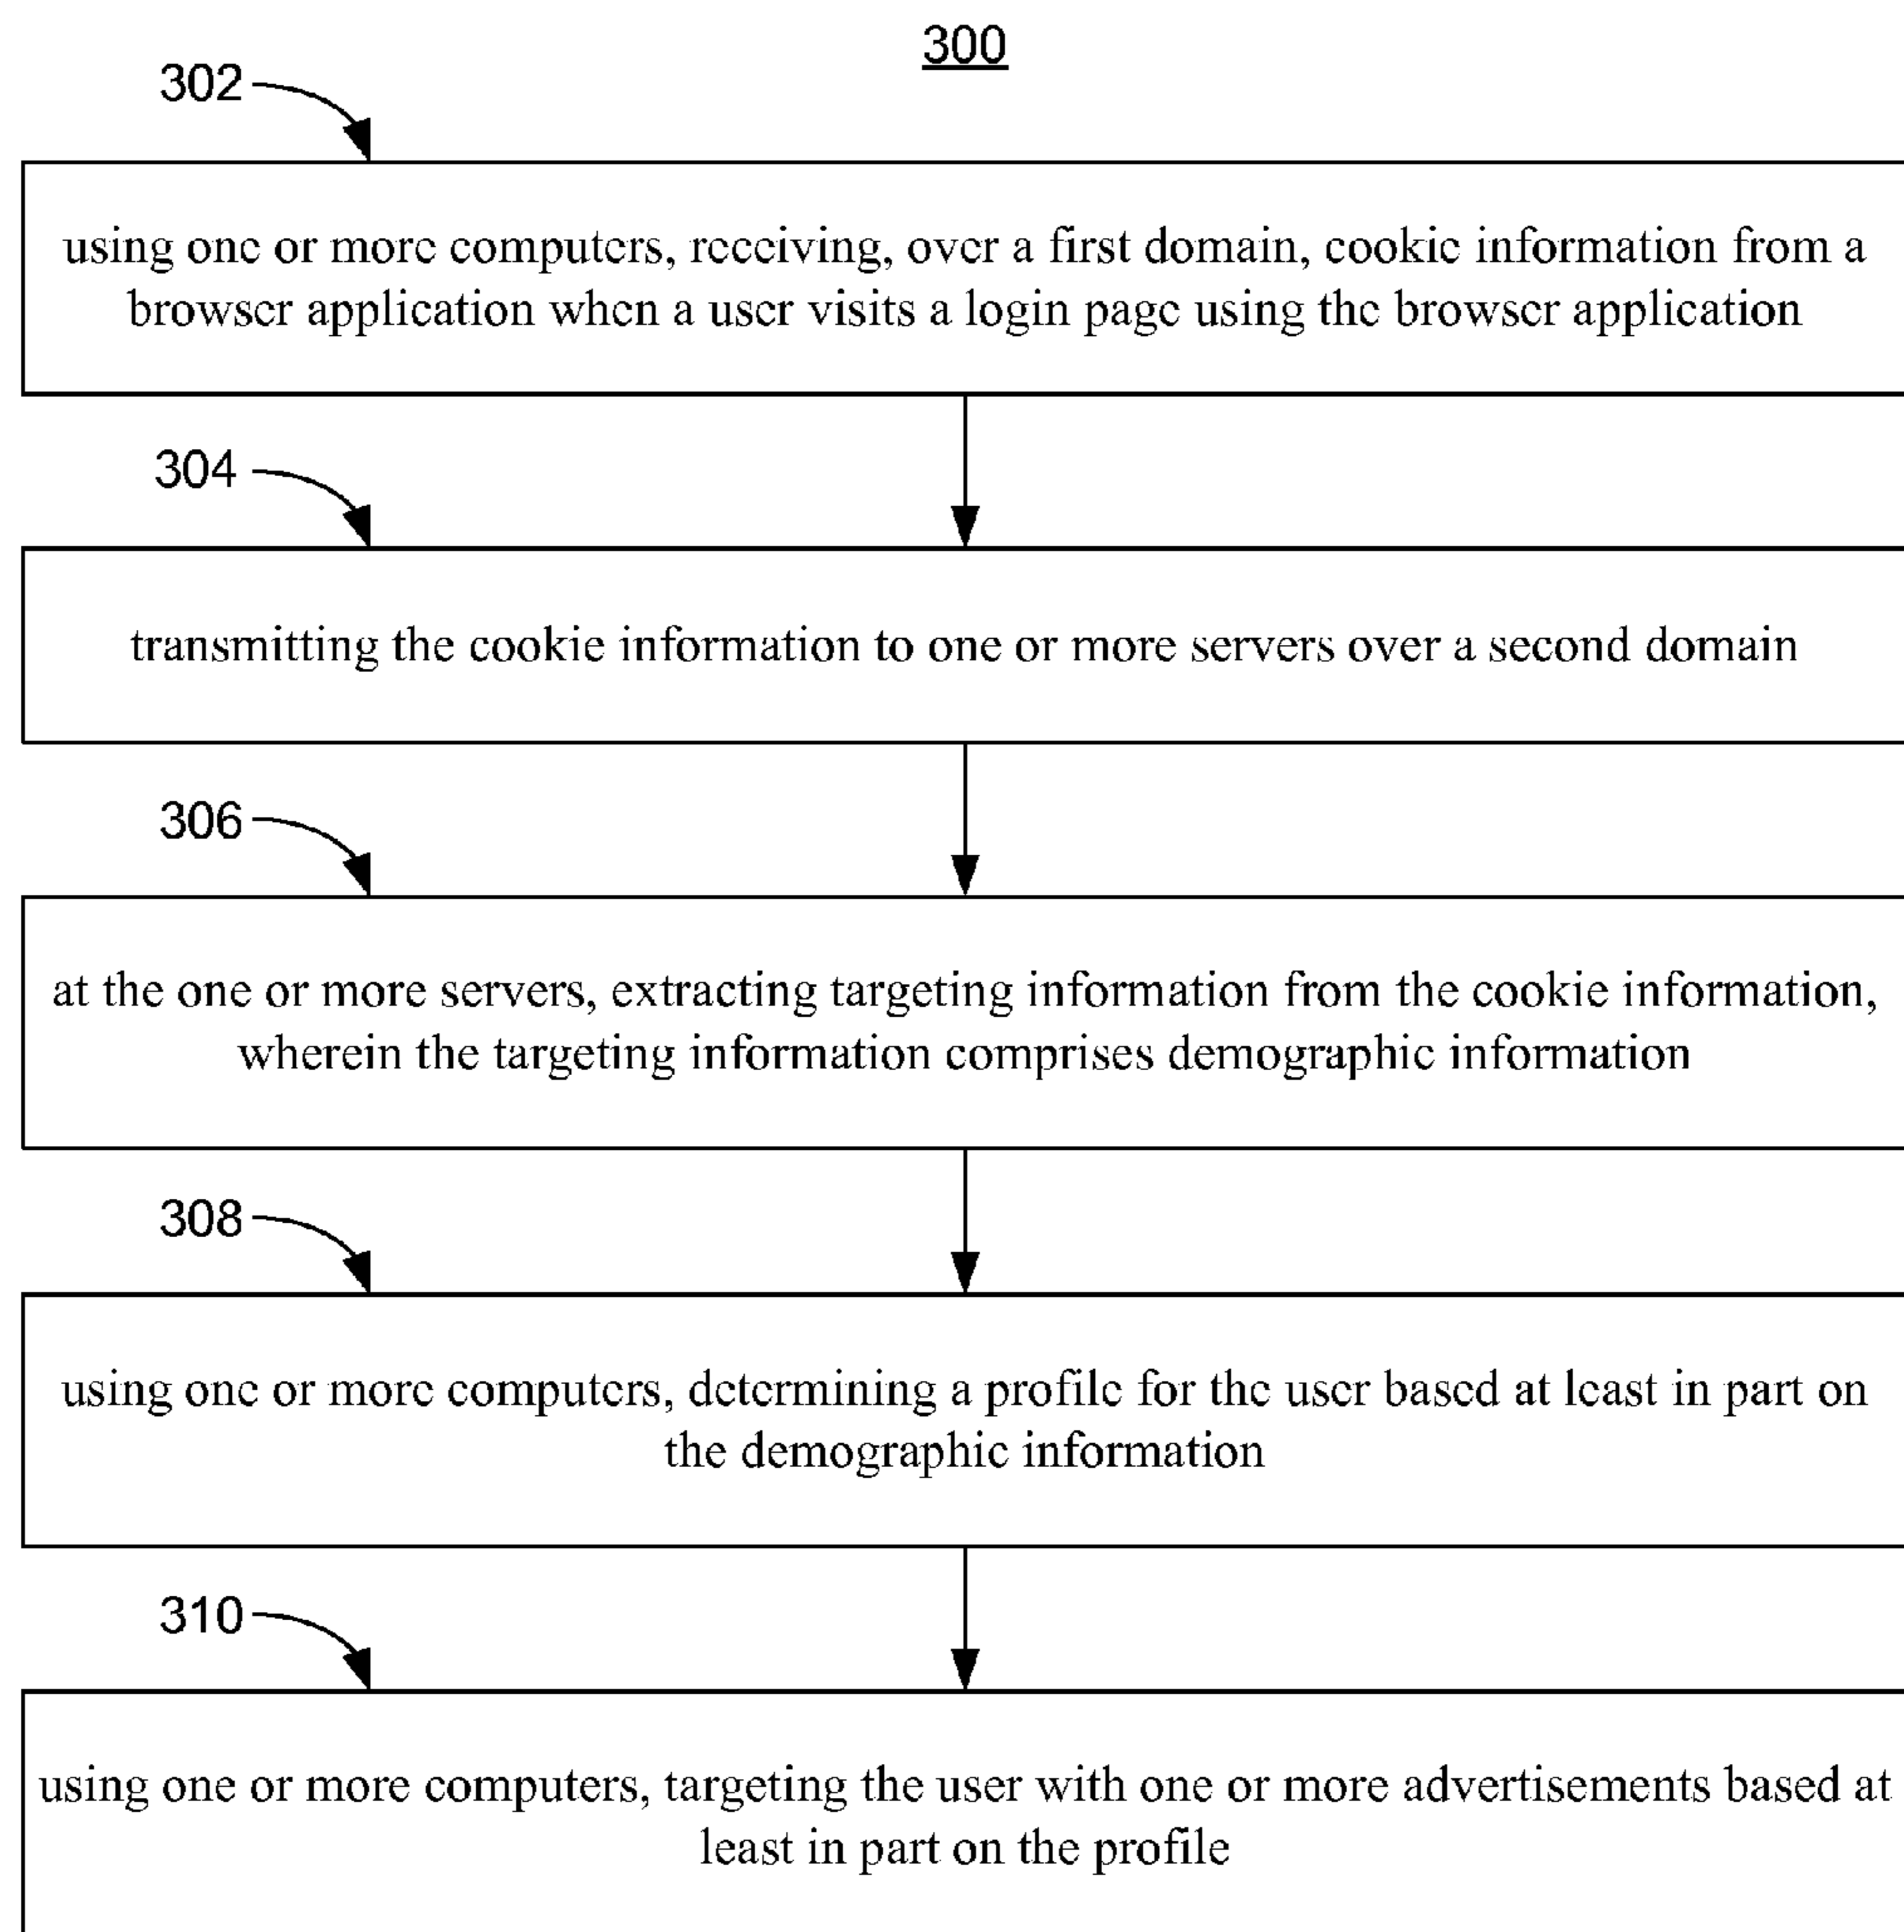 300
302
using one or more computers, receiving, over a first domain, cookie information from a
browser application when a user visits a login page using the browser application
304
transmitting the cookie information to one or more servers over a second domain
306
at the one or more servers, extracting targeting information from the cookie information,
wherein the targeting information comprises demographic information
308
using one or more computers, determining a profile for the user based at least in part on
the demographic information
310
using one or more computers, targeting the user with one or more advertisements based at
least in part on the profile